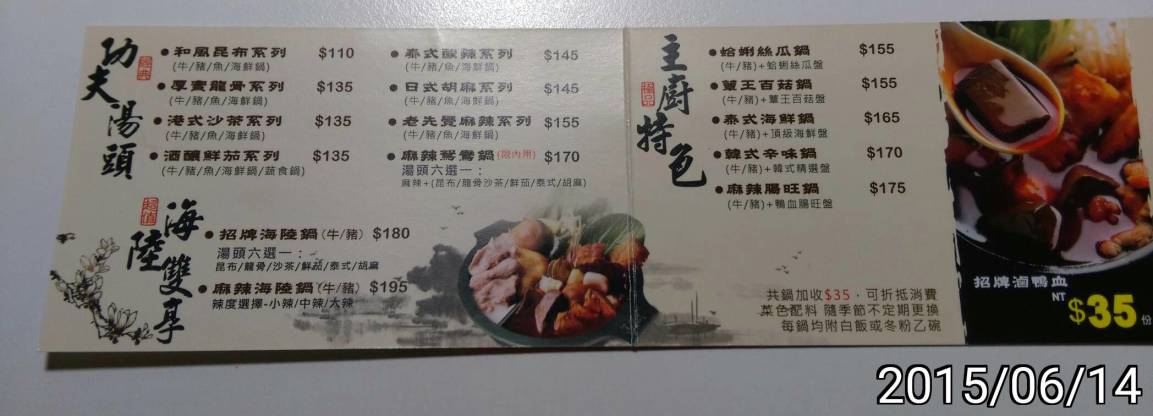 功夫湯頭
經典
和風昆布系列 $110
(牛/豬/魚/海鮮鍋)
厚實龍骨系列 $135
(牛/豬/魚/海鮮鍋)
港式沙茶系列 $135
(牛/豬/魚/海鮮鍋)
酒釀鮮茄系列 $135
(牛/豬/魚/海鮮鍋/蔬食鍋)
泰式酸辣系列 $145
(牛/豬/魚/海鮮鍋)
日式胡麻系列 $145
(牛/豬/魚/海鮮鍋)
老先覺麻辣系列 $155
(牛/豬/魚/海鮮鍋)
麻辣鴛鴦鍋(限內用) $170
湯頭六選一:
麻辣+(昆布/龍骨沙茶/鮮茄/泰式/胡麻)
海陸雙享
超值
招牌海陸鍋(牛/豬) $180
湯頭六選一:
昆布/龍骨/沙茶/鮮茄/泰式/胡麻
麻辣海陸鍋(牛/豬) $195
辣度選擇-小辣/中辣/大辣
主廚特色
極品
蛤蜊絲瓜鍋 $155
(牛/豬)+蛤蜊絲瓜盤
蕈王百菇鍋 $155
(牛/豬)+蕈王百菇盤
泰式海鮮鍋 $165
(牛/豬)+頂級海鮮盤
韓式辛味鍋 $170
(牛/豬)+韓式精選盤
麻辣腸旺鍋 $175
(牛/豬)+鴨血腸旺盤
共鍋加收$35,可折抵消費
菜色配料 隨季節不定期更換
每鍋均附白飯或冬粉乙碗
招牌滷鴨血
NT $35份
2015/06/14